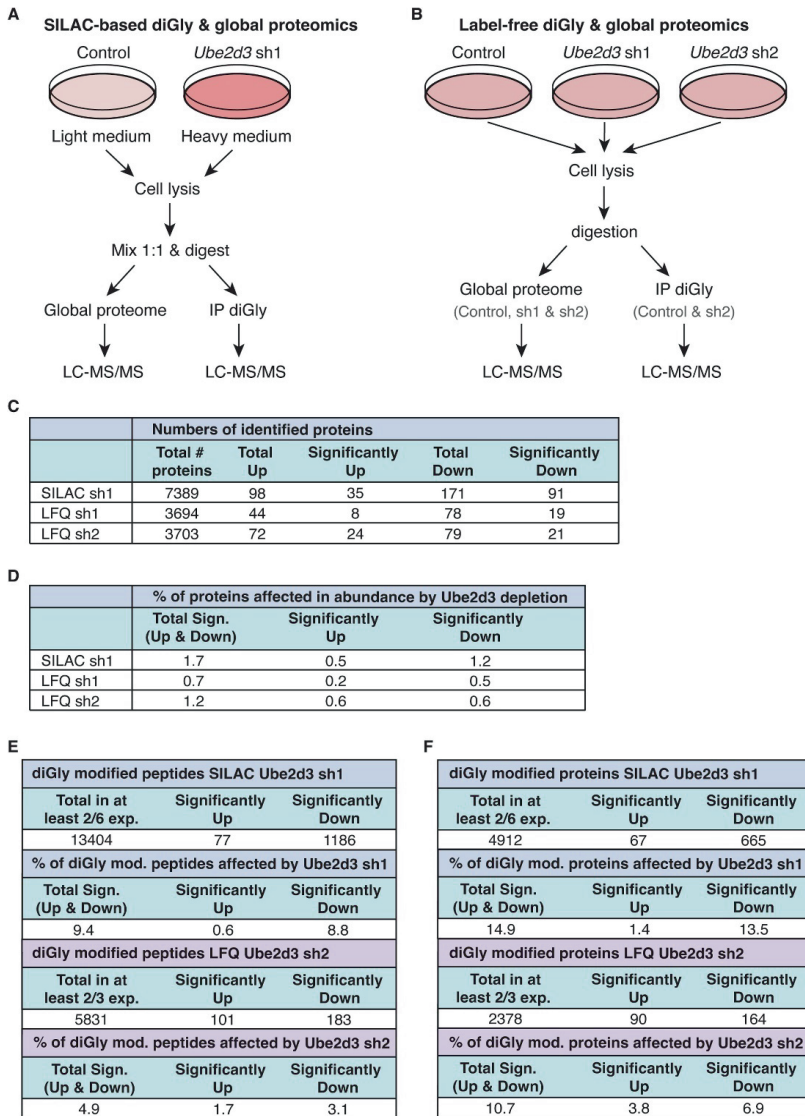 A
SILAC-based diGly & global proteomics
Control
Ube2d3 sh1
Light medium
Heavy medium
Cell lysis
Mix 1:1 & digest
Global proteome
IP diGly
LC-MS/MS
LC-MS/MS
B
Label-free diGly & global proteomics
Control
Ube2d3 sh1
Ube2d3 sh2
Cell lysis
digestion
Global proteome
(Control, sh1 & sh2)
IP diGly
(Control & sh2)
LC-MS/MS
LC-MS/MS
C
Numbers of identified proteins
Total # proteins Total Up Significantly Up Total Down Significantly Down
SILAC sh1 7389 98 35 171 91
LFQ sh1 3694 44 8 78 19
LFQ sh2 3703 72 24 79 21
D
% of proteins affected in abundance by Ube2d3 depletion
Total Sign. (Up & Down) Significantly Up Significantly Down
SILAC sh1 1.7 0.5 1.2
LFQ sh1 0.7 0.2 0.5
LFQ sh2 1.2 0.6 0.6
E
diGly modified peptides SILAC Ube2d3 sh1
Total in at least 2/6 exp. Significantly Up Significantly Down
13404 77 1186
% of diGly mod. peptides affected by Ube2d3 sh1
Total Sign. (Up & Down) Significantly Up Significantly Down
9.4 0.6 8.8
diGly modified peptides LFQ Ube2d3 sh2
Total in at least 2/3 exp. Significantly Up Significantly Down
5831 101 183
% of diGly mod. peptides affected by Ube2d3 sh2
Total Sign. (Up & Down) Significantly Up Significantly Down
4.9 1.7 3.1
F
diGly modified proteins SILAC Ube2d3 sh1
Total in at least 2/6 exp. Significantly Up Significantly Down
4912 67 665
% of diGly mod. proteins affected by Ube2d3 sh1
Total Sign. (Up & Down) Significantly Up Significantly Down
14.9 1.4 13.5
diGly modified proteins LFQ Ube2d3 sh2
Total in at least 2/3 exp. Significantly Up Significantly Down
2378 90 164
% of diGly mod. proteins affected by Ube2d3 sh2
Total Sign. (Up & Down) Significantly Up Significantly Down
10.7 3.8 6.9